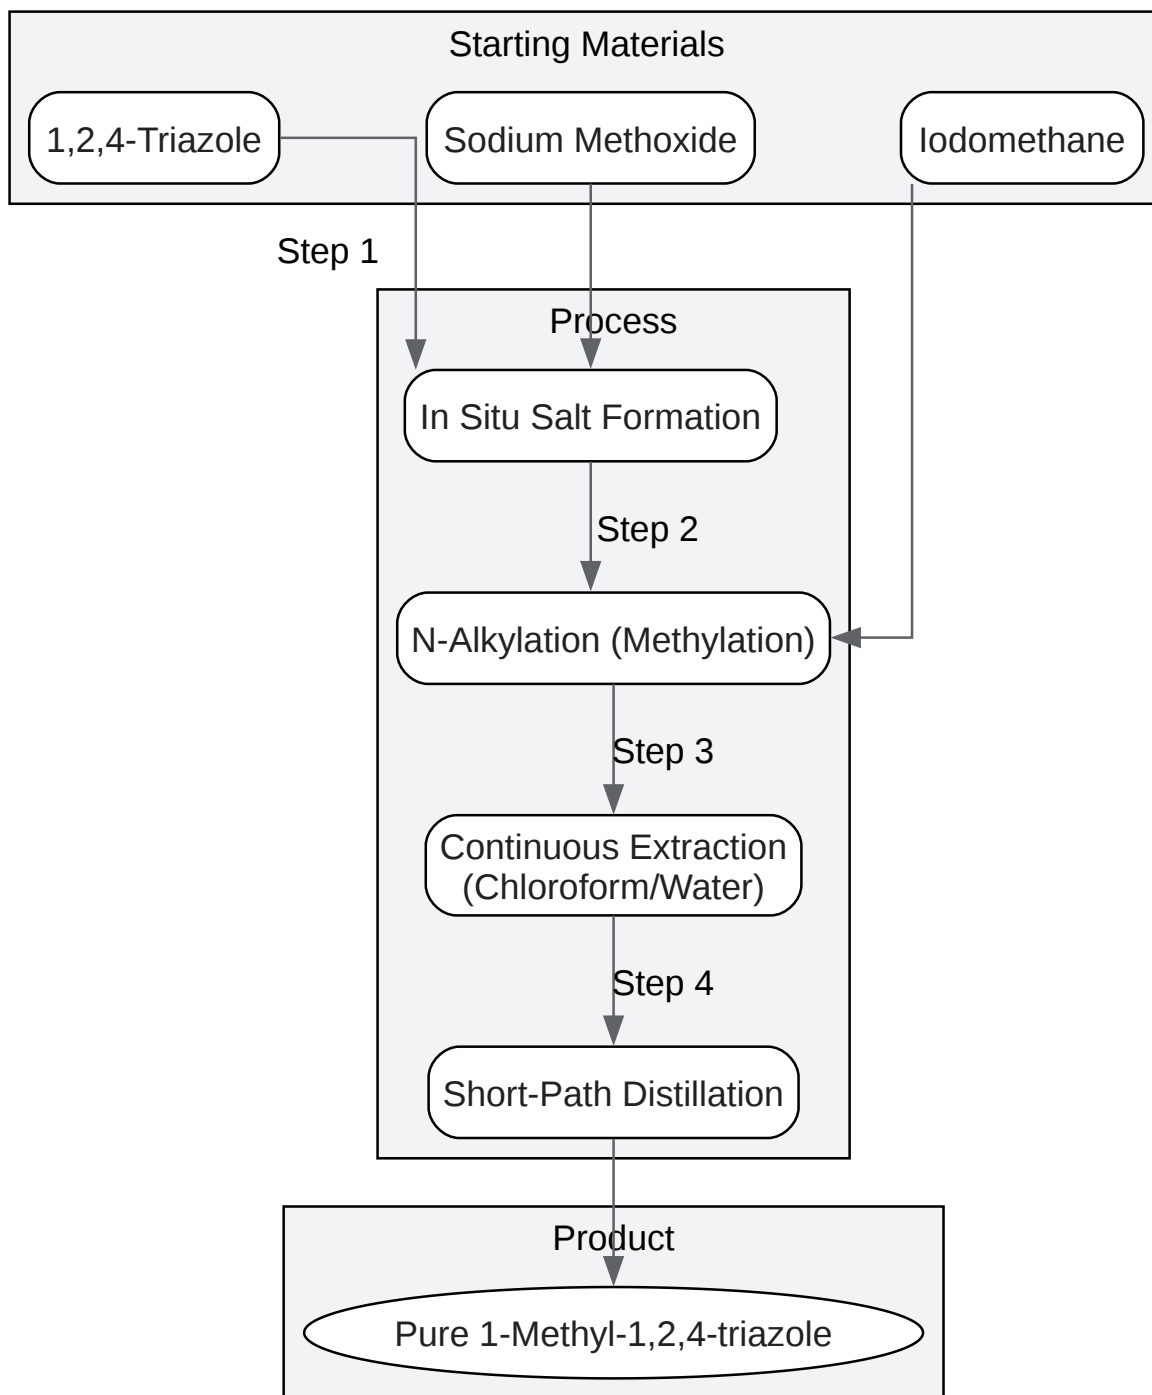 Starting Materials
1,2,4-Triazole
Sodium Methoxide
Iodomethane
Step 1
Process
In Situ Salt Formation
Step 2
N-Alkylation (Methylation)
Step 3
Continuous Extraction
(Chloroform/Water)
Step 4
Short-Path Distillation
Product
Pure 1-Methyl-1,2,4-triazole